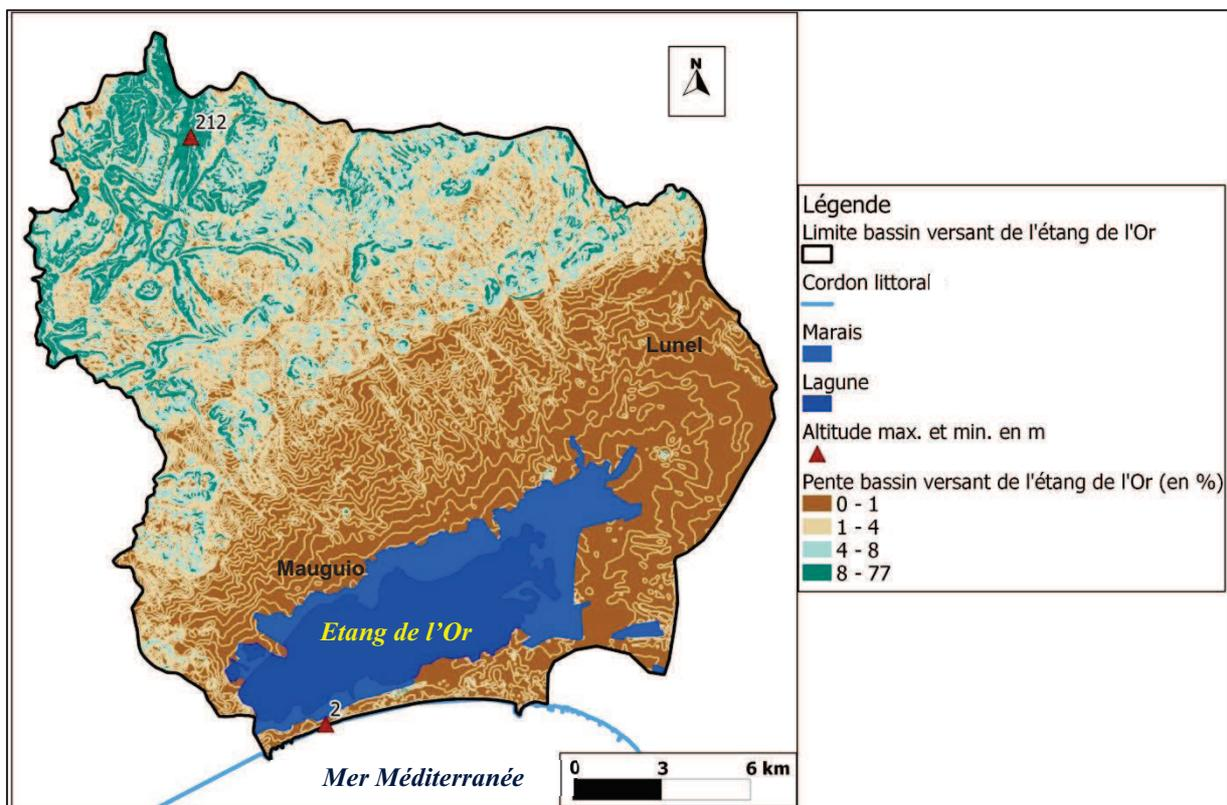 N
212
Lunel
Mauguio
Etang de l'Or
2
Mer Méditerranée
0 3 6 km
Légende
Limite bassin versant de l'étang de l'Or
Cordon littoral
Marais
Lagune
Altitude max. et min. en m
Pente bassin versant de l'étang de l'Or (en %)
0 - 1
1 - 4
4 - 8
8 - 77